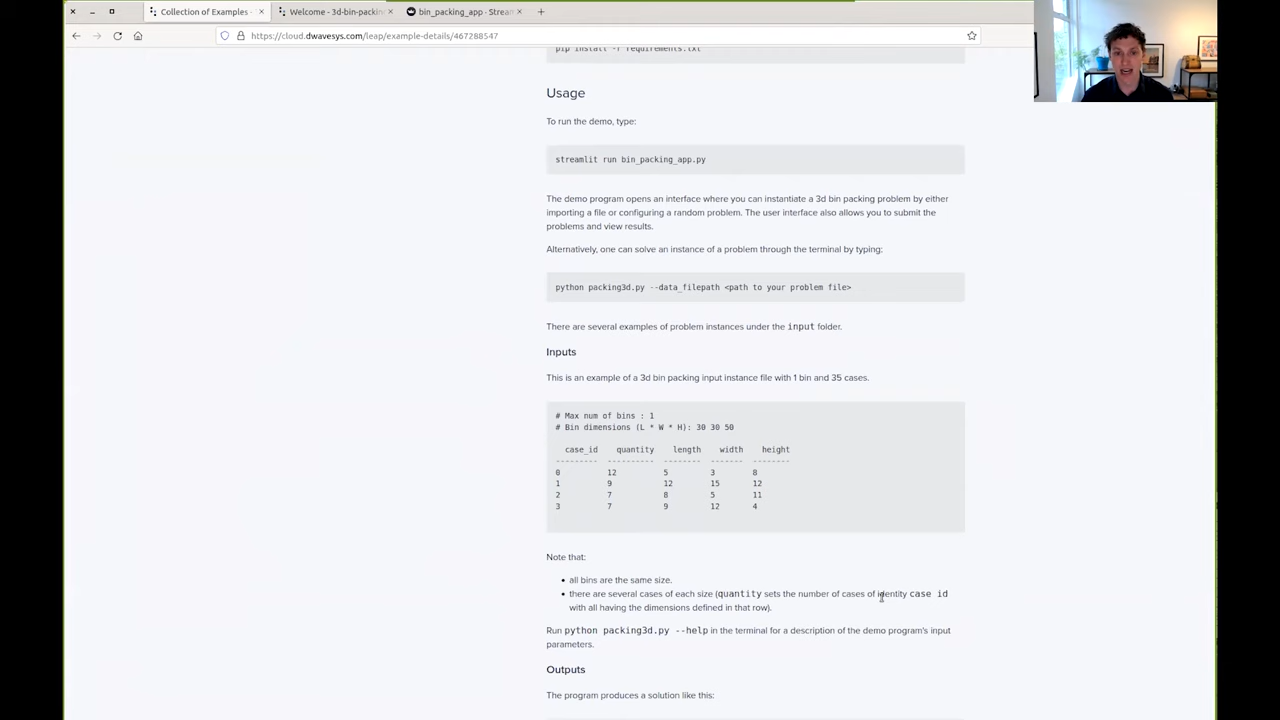 Collection of Examples
Welcome - 3d-bin-packin
bin_packing_app · Strea
https://cloud.dwavesys.com/leap/example-details/467288547
pip install -r requirements.txt
Usage
To run the demo, type:
streamlit run bin_packing_app.py
The demo program opens an interface where you can instantiate a 3d bin packing problem by either
importing a file or configuring a random problem. The user interface also allows you to submit the
problems and view results.
Alternatively, one can solve an instance of a problem through the terminal by typing:
python packing3d.py --data_filepath <path to your problem file>
There are several examples of problem instances under the input folder.
Inputs
This is an example of a 3d bin packing input instance file with 1 bin and 35 cases.
# Max num of bins : 1
# Bin dimensions (L * W * H): 30 30 50
case_id quantity length width height
--------- ---------- -------- ------- --------
0 12 5 3 8
1 9 12 15 12
2 7 8 5 11
3 7 9 12 4
Note that:
• all bins are the same size.
• there are several cases of each size (quantity sets the number of cases of identity case id
with all having the dimensions defined in that row).
Run python packing3d.py --help in the terminal for a description of the demo program's input
parameters.
Outputs
The program produces a solution like this: